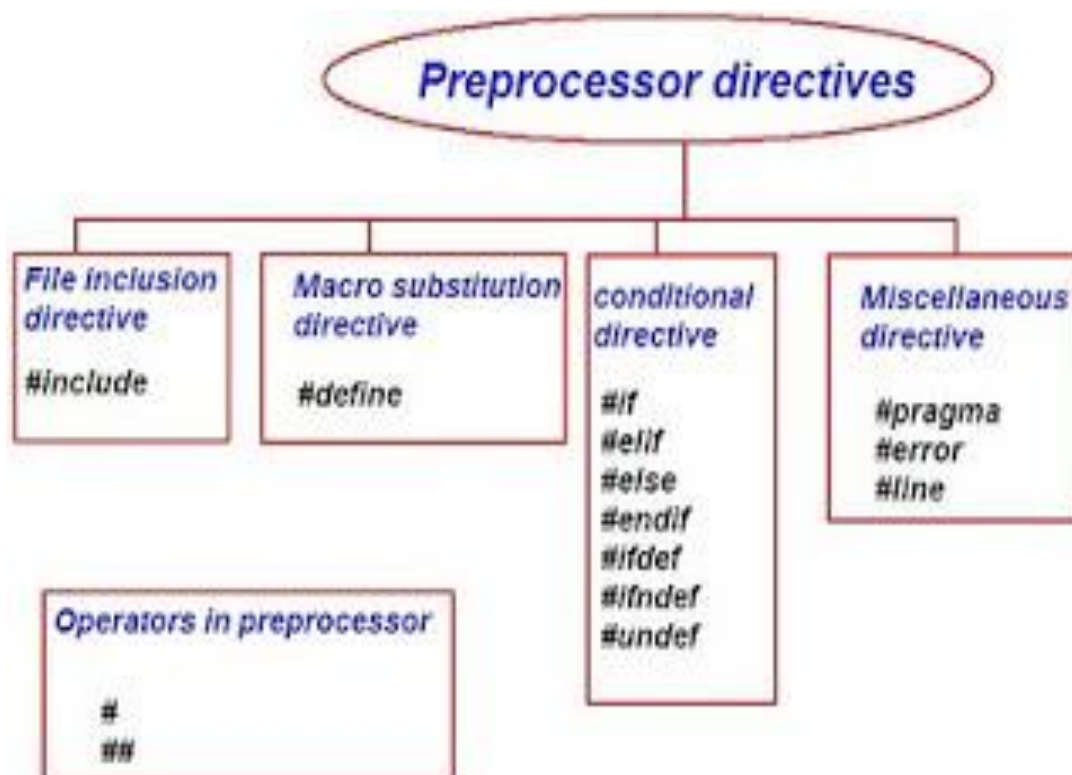 Preprocessor directives
File inclusion
directive
#include
Macro substitution
directive
#define
conditional
directive
#if
#elif
#else
#endif
#ifdef
#ifndef
#undef
Miscellaneous
directive
#pragma
#error
#line
Operators in preprocessor
#
##